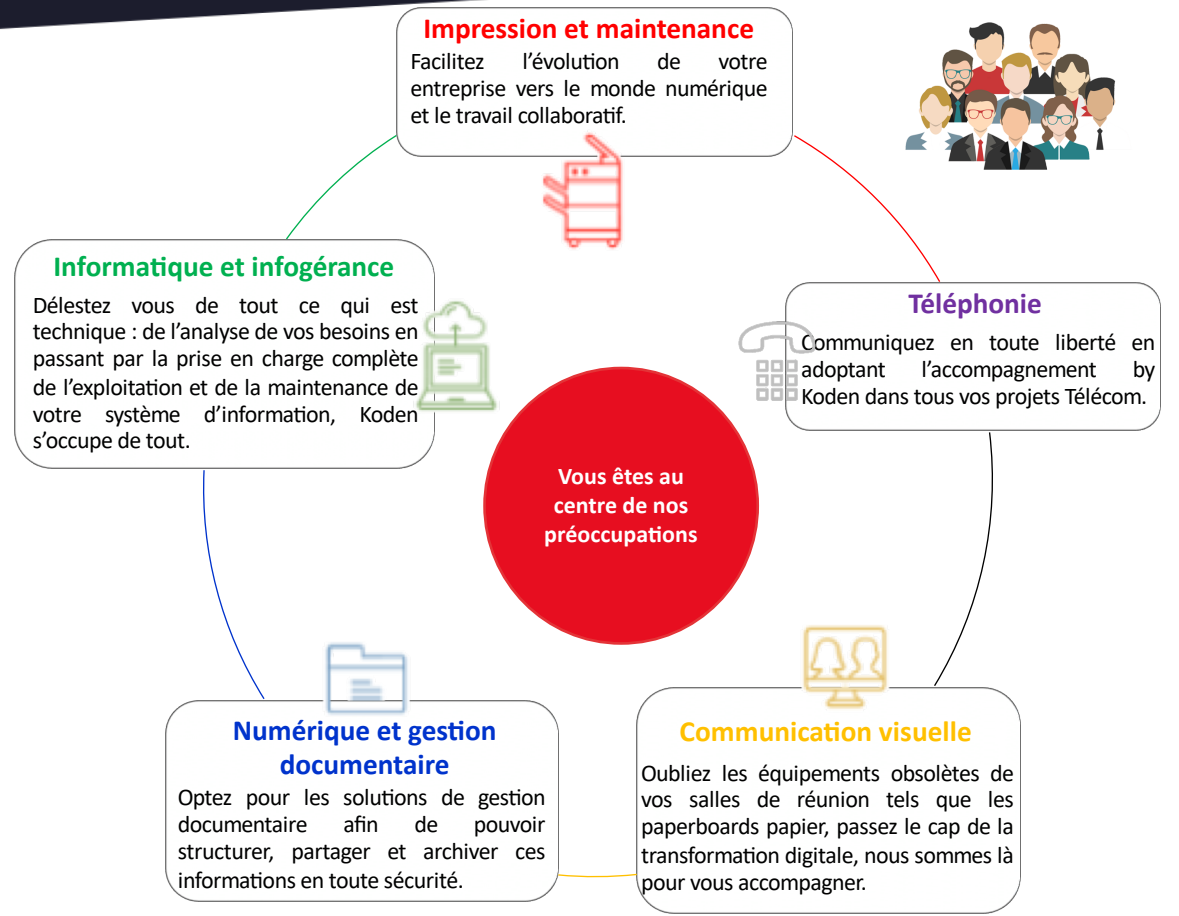 Impression et maintenance
Facilitez l’évolution de votre
entreprise vers le monde numérique
et le travail collaboratif.
Informatique et infogérance
Délestez vous de tout ce qui est
technique : de l’analyse de vos besoins en
passant par la prise en charge complète
de l’exploitation et de la maintenance de
votre système d’information, Koden
s’occupe de tout.
Téléphonie
Communiquez en toute liberté en
adoptant l’accompagnement by
Koden dans tous vos projets Télécom.
Vous êtes au
centre de nos
préoccupations
Numérique et gestion
documentaire
Optez pour les solutions de gestion
documentaire afin de pouvoir
structurer, partager et archiver ces
informations en toute sécurité.
Communication visuelle
Oubliez les équipements obsolètes de
vos salles de réunion tels que les
paperboards papier, passez le cap de la
transformation digitale, nous sommes là
pour vous accompagner.